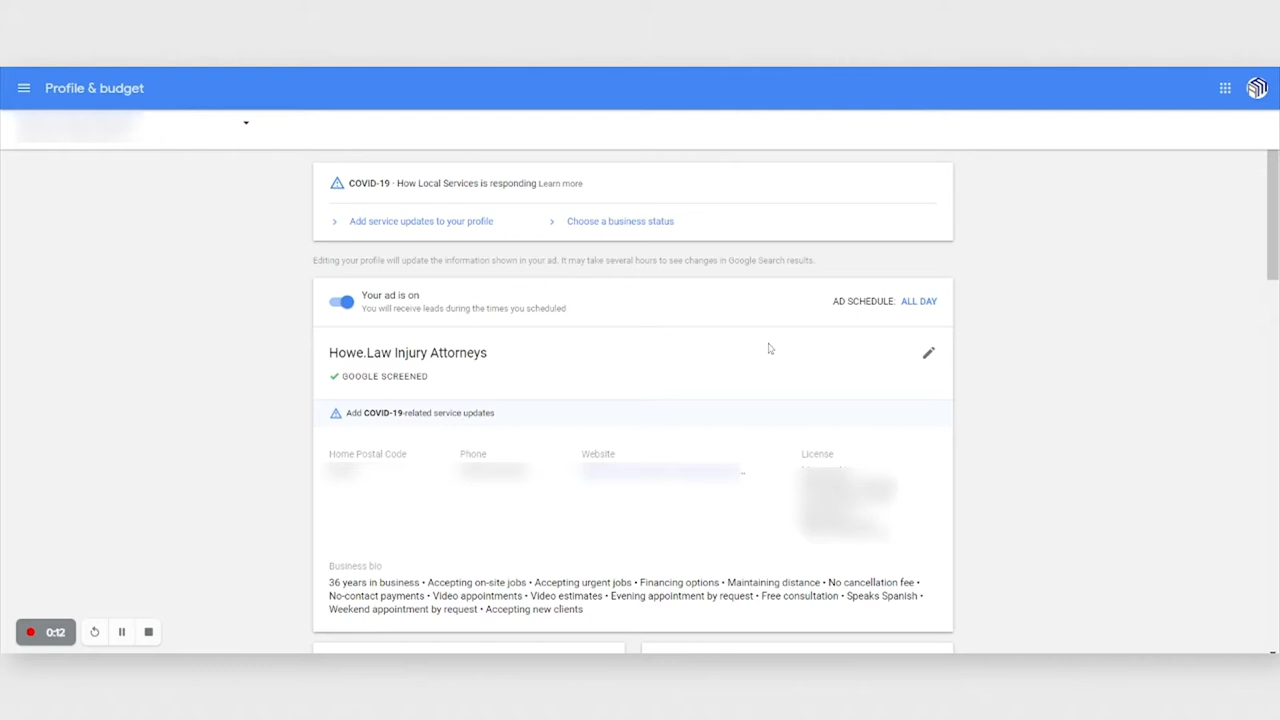 Profile & budget
COVID-19 · How Local Services is responding Learn more
Add service updates to your profile
Choose a business status
Editing your profile will update the information shown in your ad. It may take several hours to see changes in Google Search results.
Your ad is on
You will receive leads during the times you scheduled
AD SCHEDULE: ALL DAY
Howe.Law Injury Attorneys
GOOGLE SCREENED
Add COVID-19-related service updates
Home Postal Code
Phone
Website
License
Business bio
36 years in business • Accepting on-site jobs • Accepting urgent jobs • Financing options • Maintaining distance • No cancellation fee •
No-contact payments • Video appointments • Video estimates • Evening appointment by request • Free consultation • Speaks Spanish •
Weekend appointment by request • Accepting new clients
0:12